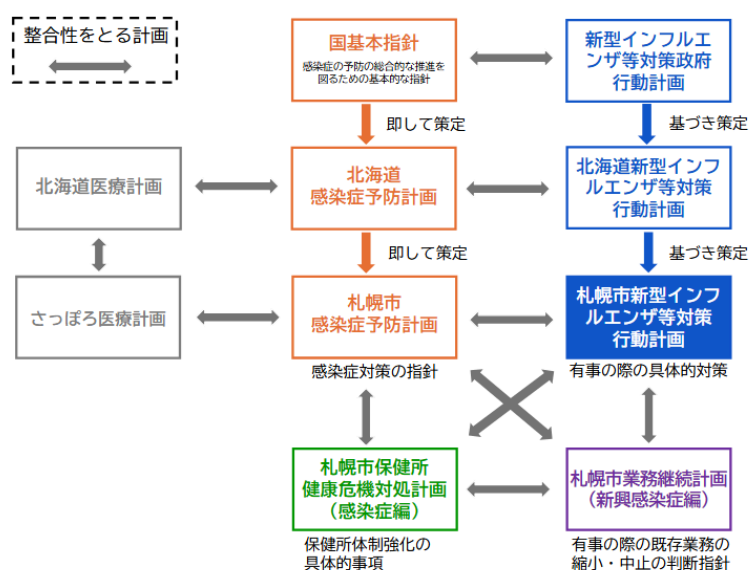 整合性をとる計画
国基本指針
感染症の予防の総合的な推進を
図るための基本的な指針
新型インフルエ
ンザ等対策政府
行動計画
即して策定
基づき策定
北海道医療計画
北海道
感染症予防計画
北海道新型インフ
ルエンザ等対策
行動計画
即して策定
基づき策定
さっぽろ医療計画
札幌市
感染症予防計画
札幌市新型インフ
ルエンザ等対策
行動計画
感染症対策の指針
有事の際の具体的対策
札幌市保健所
健康危機対処計画
（感染症編）
札幌市業務継続計画
（新興感染症編）
保健所体制強化の
具体的事項
有事の際の既存業務の
縮小・中止の判断指針